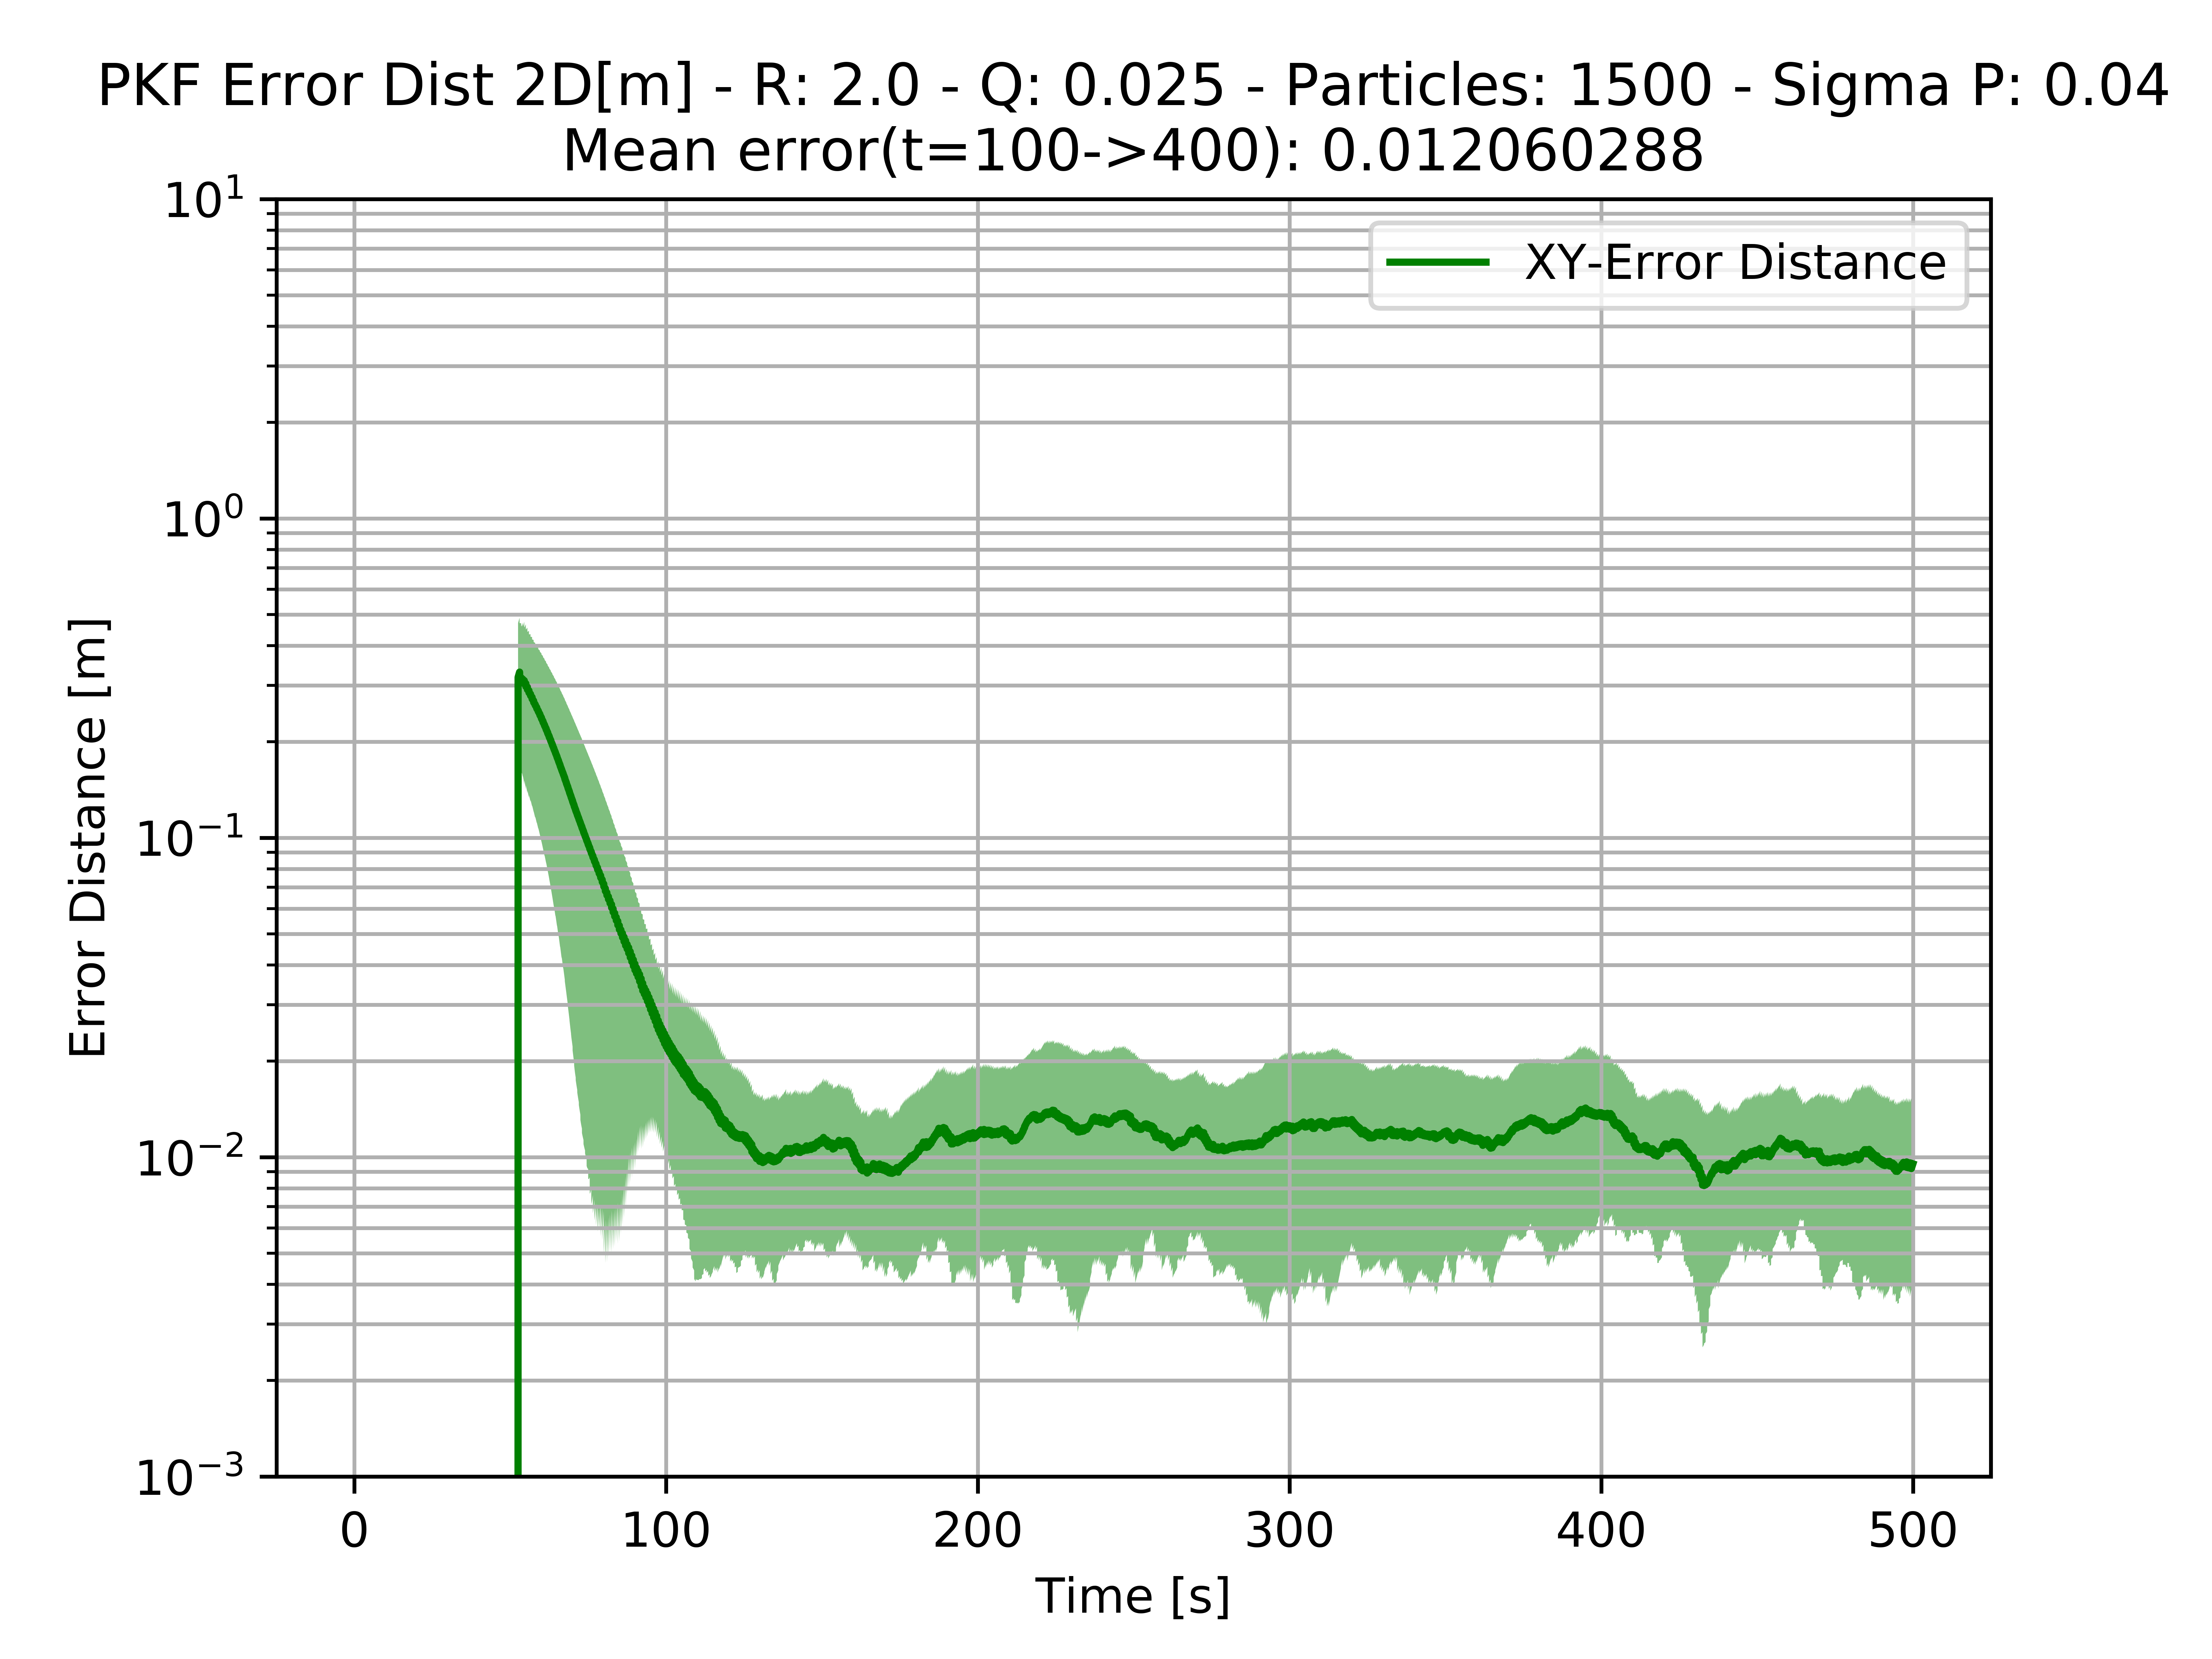 PKF Error Dist 2D[m] - R: 2.0 - Q: 0.025 - Particles: 1500 - Sigma P: 0.04
Mean error(t=100->400): 0.012060288
XY-Error Distance
Error Distance [m]
10¹
10⁰
10⁻¹
10⁻²
10⁻³
0 100 200 300 400 500
Time [s]